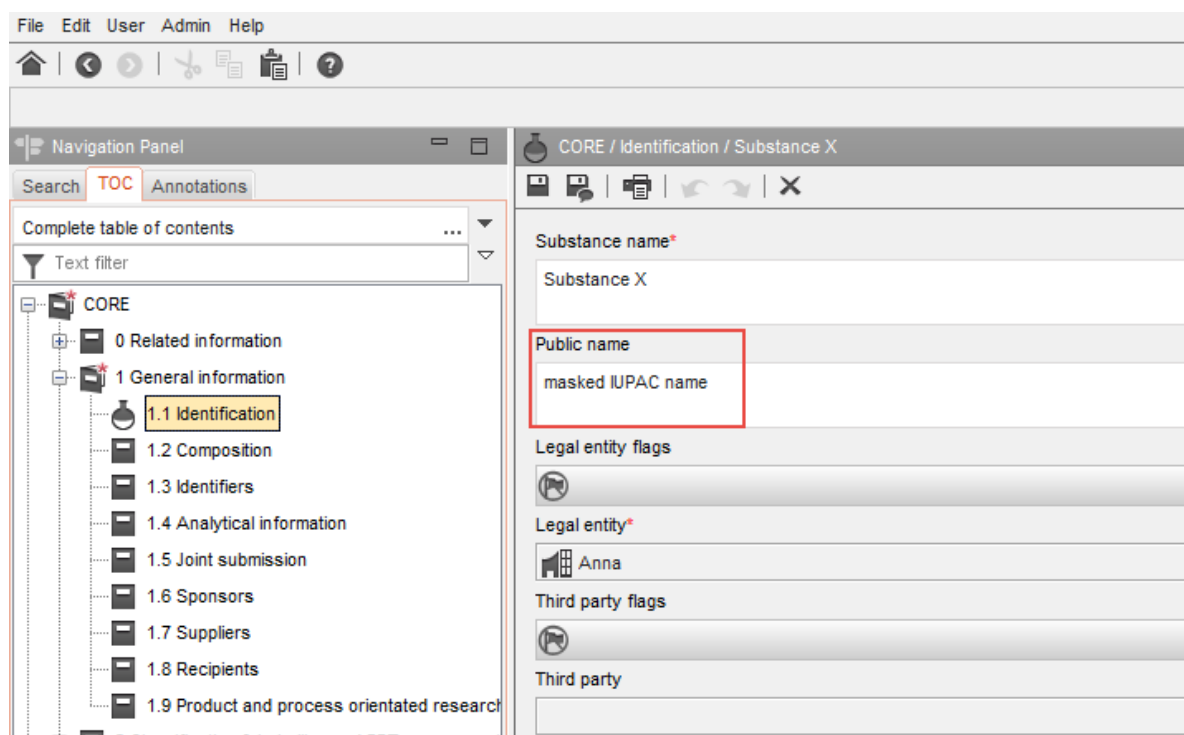 File Edit User Admin Help
Navigation Panel
Search TOC Annotations
Complete table of contents ...
Text filter
CORE
0 Related information
1 General information
1.1 Identification
1.2 Composition
1.3 Identifiers
1.4 Analytical information
1.5 Joint submission
1.6 Sponsors
1.7 Suppliers
1.8 Recipients
1.9 Product and process orientated research
CORE / Identification / Substance X
Substance name*
Substance X
Public name
masked IUPAC name
Legal entity flags
Legal entity*
Anna
Third party flags
Third party